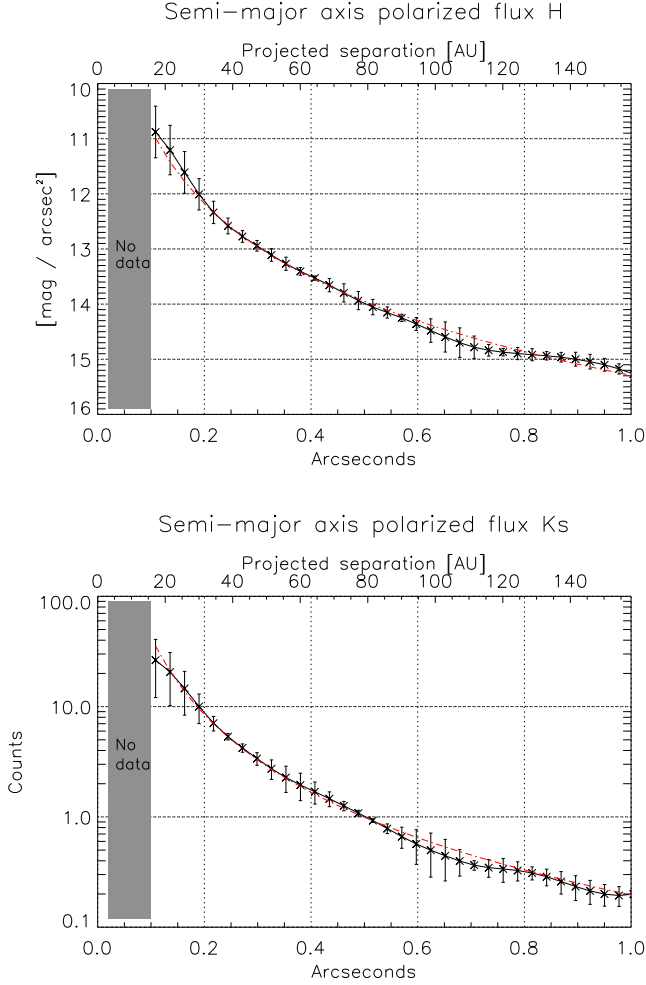 Semi-major axis polarized flux H
Projected separation [AU]
0 20 40 60 80 100 120 140
10
11
12
13
14
15
16
[mag / arcsec²]
No
data
0.0 0.2 0.4 0.6 0.8 1.0
Arcseconds
Semi-major axis polarized flux Ks
Projected separation [AU]
0 20 40 60 80 100 120 140
100.0
10.0
1.0
0.1
Counts
No
data
0.0 0.2 0.4 0.6 0.8 1.0
Arcseconds